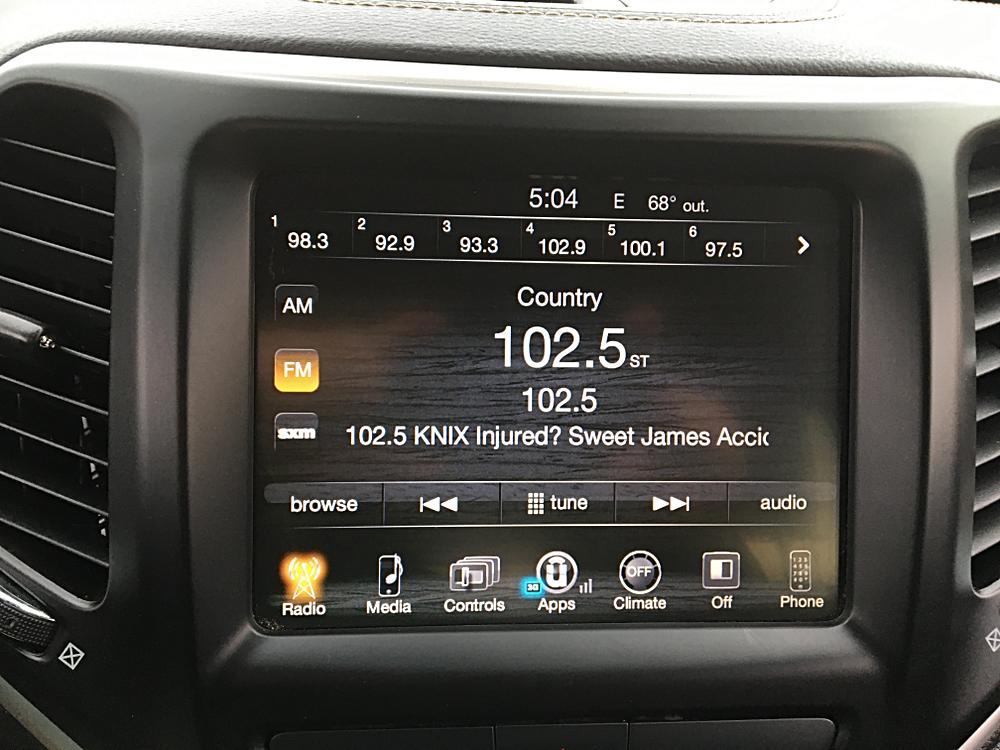 5:04 E 68° out.
1 98.3 2 92.9 3 93.3 4 102.9 5 100.1 6 97.5
AM
Country
102.5 ST
FM
102.5
sxm
102.5 KNIX Injured? Sweet James Accic
browse tune audio
OFF
3G
Radio Media Controls Apps Climate Off Phone